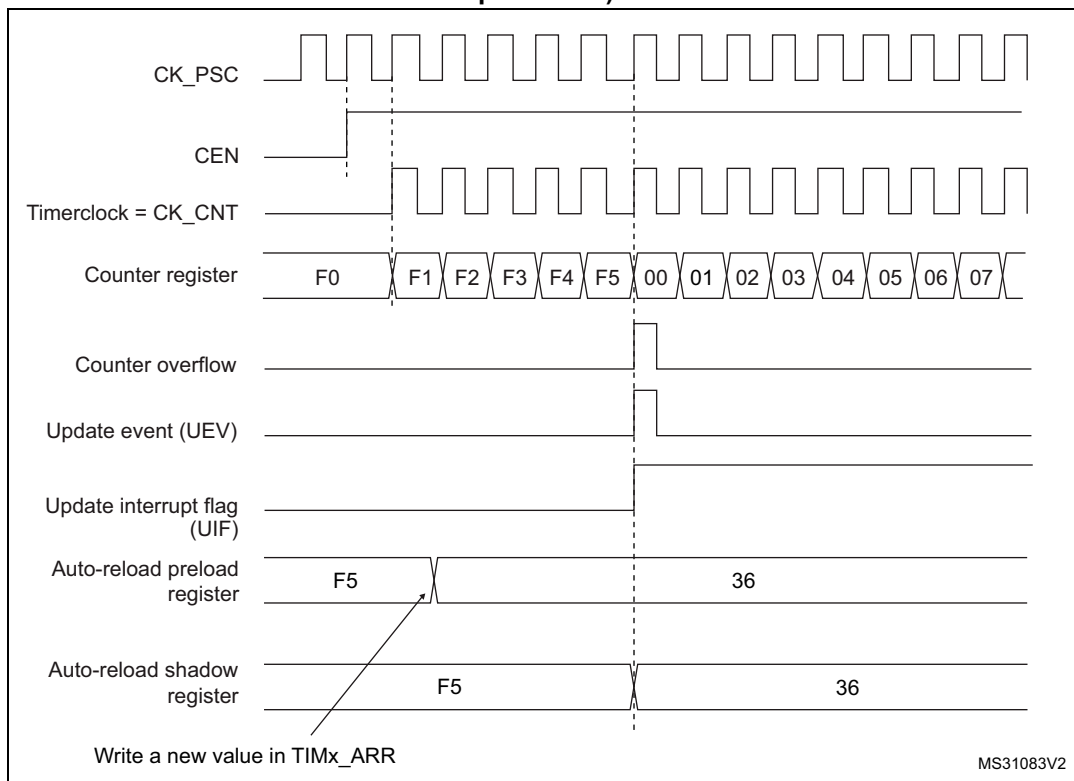 CK_PSC
CEN
Timerclock = CK_CNT
Counter register
F0 F1 F2 F3 F4 F5 00 01 02 03 04 05 06 07
Counter overflow
Update event (UEV)
Update interrupt flag
(UIF)
Auto-reload preload
register
F5 36
Auto-reload shadow
register
F5 36
Write a new value in TIMx_ARR
MS31083V2